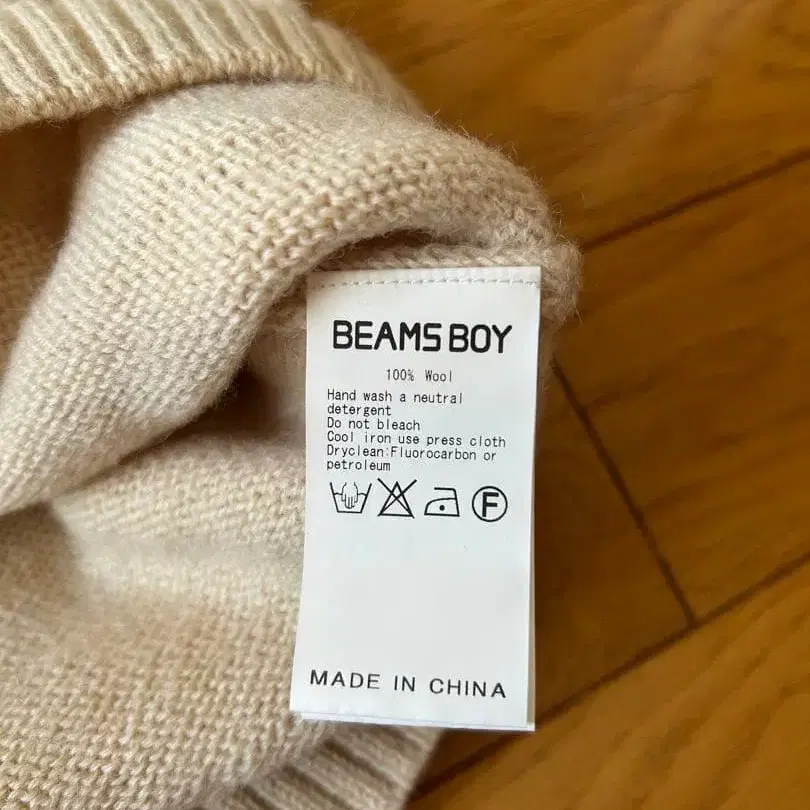 BEAMS BOY
100% Wool
Hand wash a neutral
detergent
Do not bleach
Cool iron use press cloth
Dryclean:Fluorocarbon or
petroleum
F
MADE IN CHINA